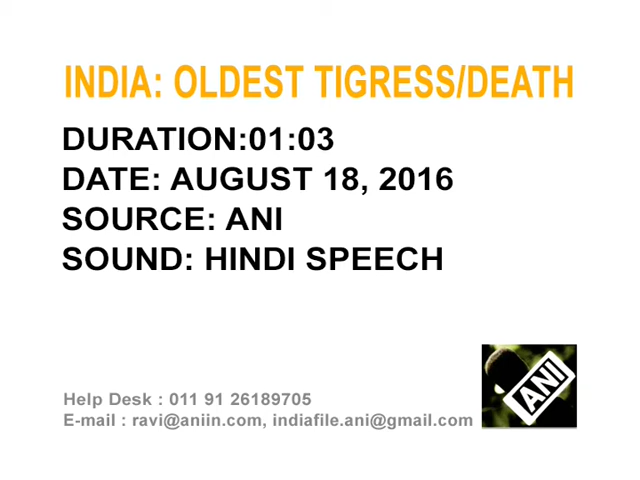 INDIA: OLDEST TIGRESS/DEATH
DURATION:01:03
DATE: AUGUST 18, 2016
SOURCE: ANI
SOUND: HINDI SPEECH
Help Desk : 011 91 26189705
E-mail : ravi@aniin.com, indiafile.ani@gmail.com
ANI